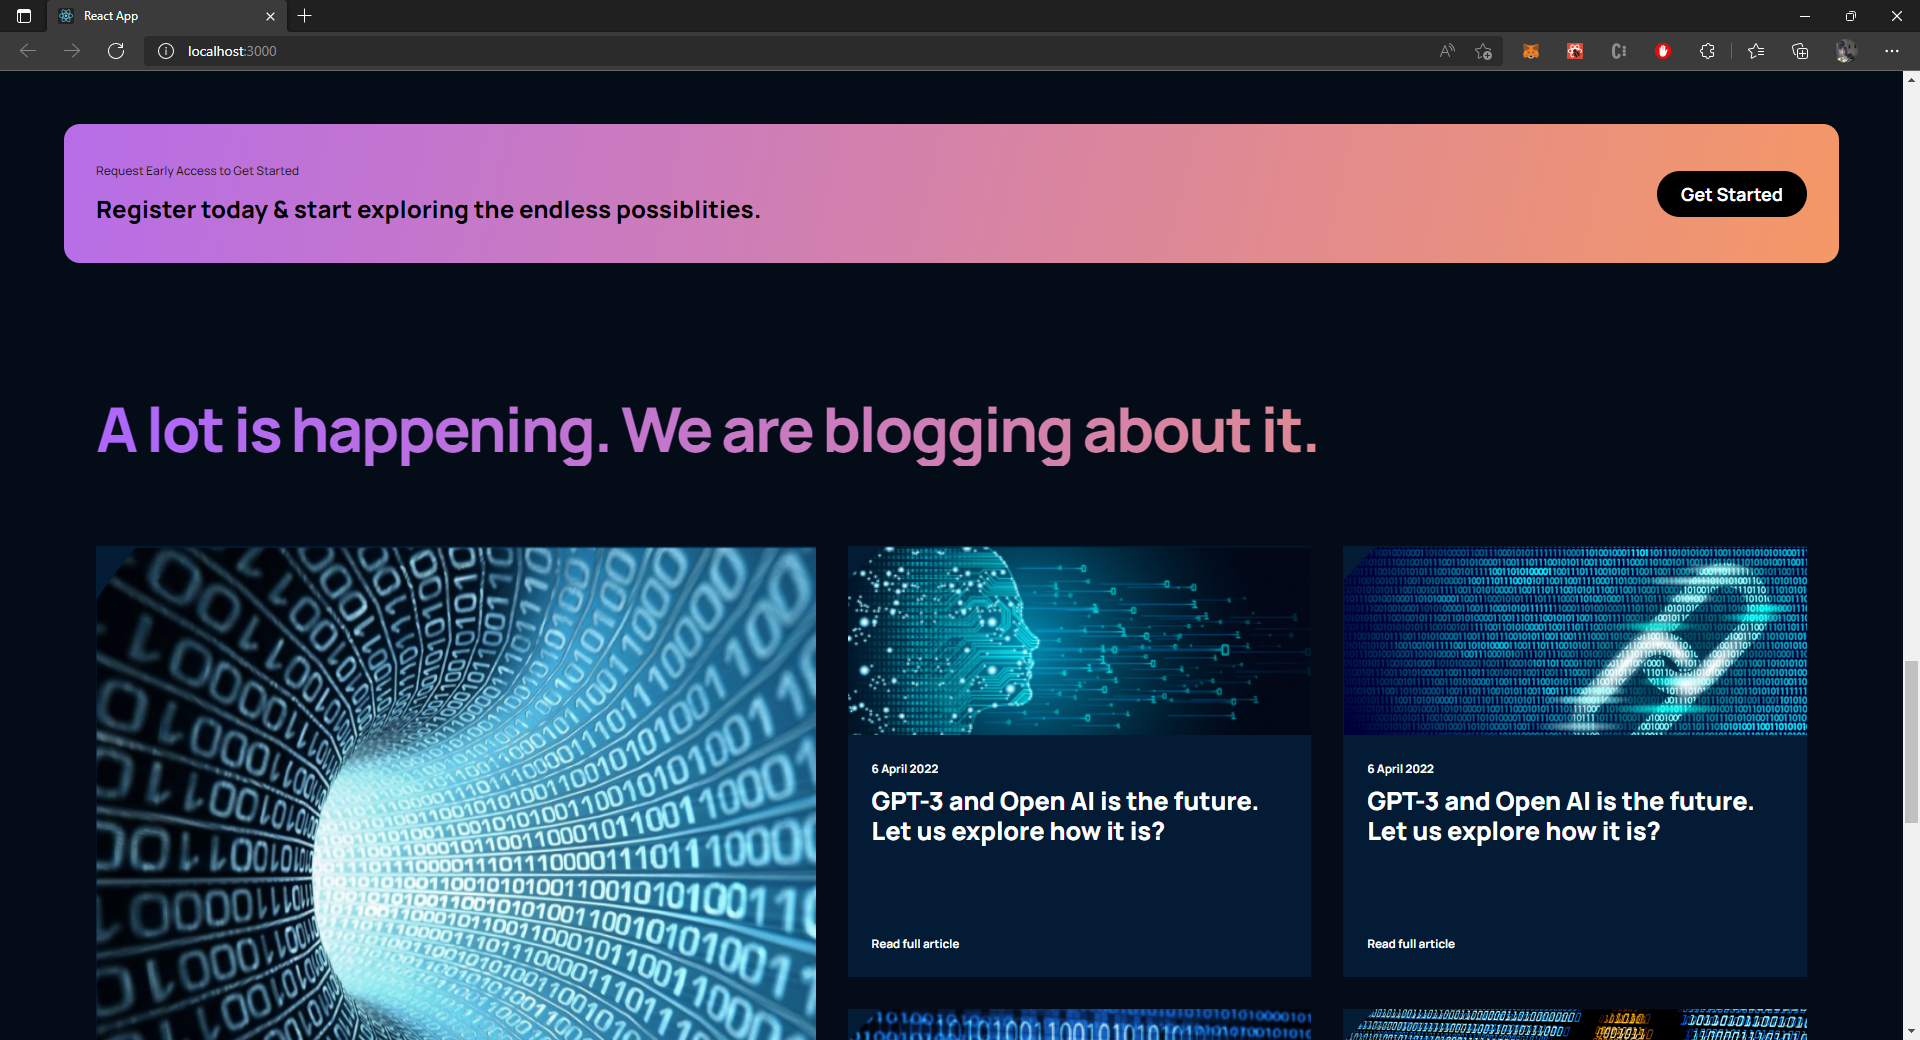 React App
localhost:3000
Request Early Access to Get Started
Register today & start exploring the endless possiblities.
Get Started
A lot is happening. We are blogging about it.
6 April 2022
GPT-3 and Open AI is the future.
Let us explore how it is?
Read full article
6 April 2022
GPT-3 and Open AI is the future.
Let us explore how it is?
Read full article